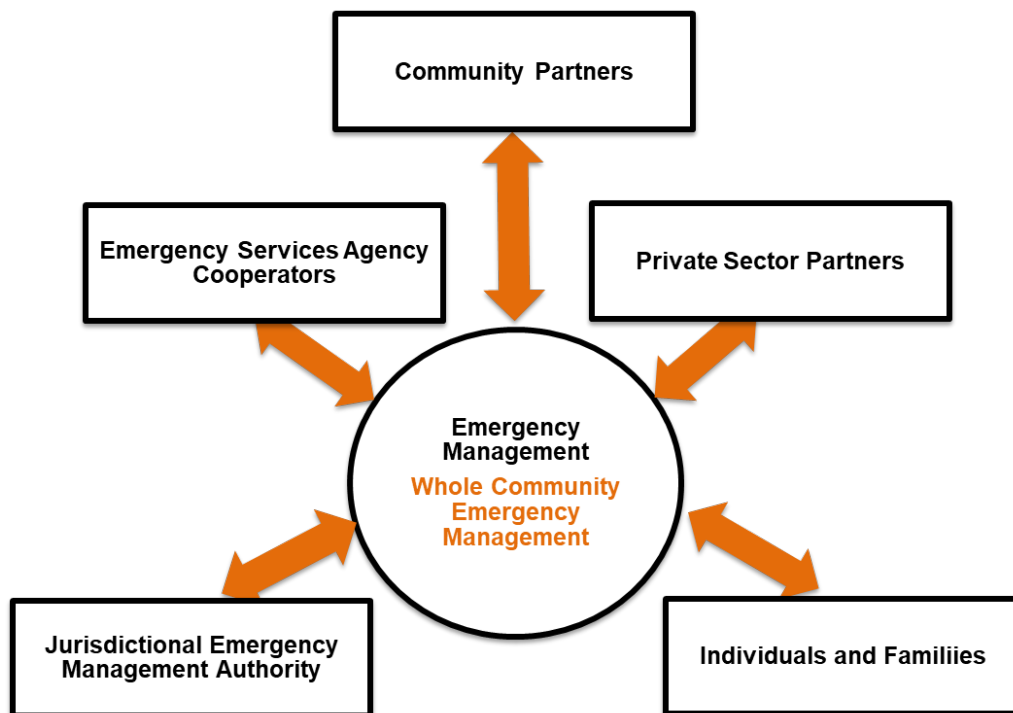 Community Partners
Emergency Services Agency
Cooperators
Private Sector Partners
Emergency
Management
Whole Community
Emergency
Management
Jurisdictional Emergency
Management Authority
Individuals and Familiies